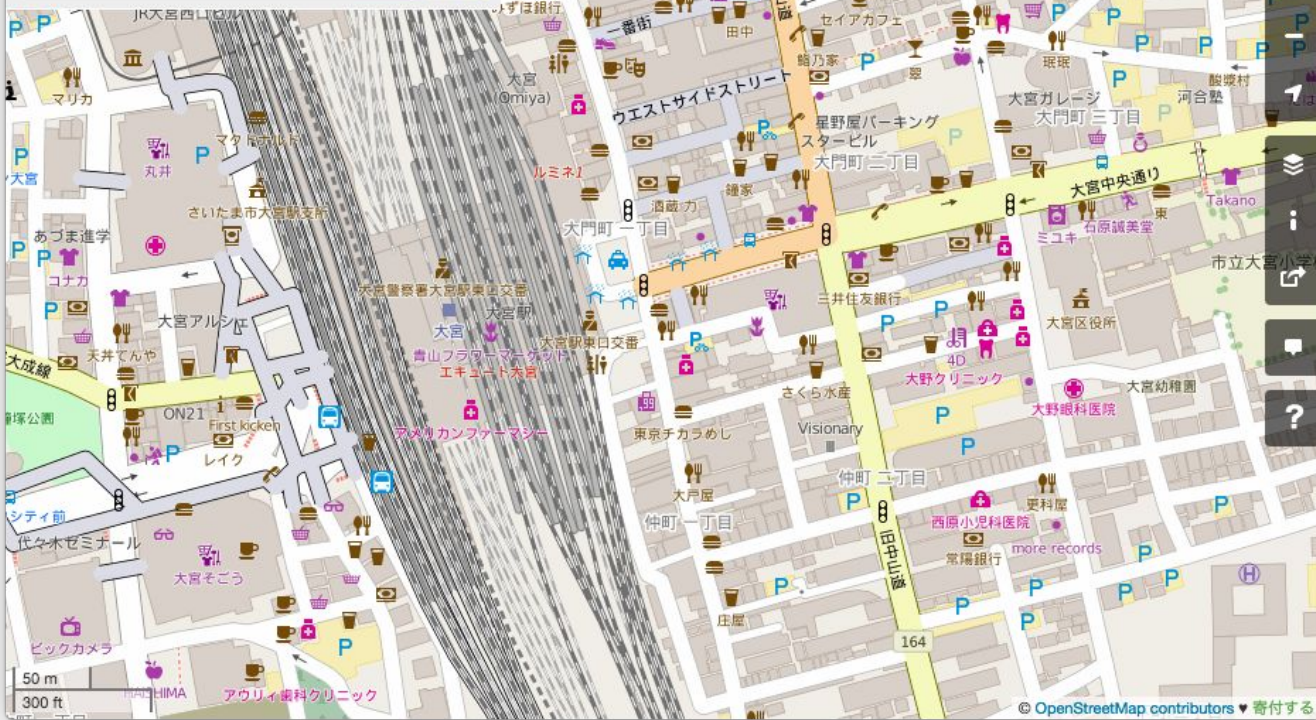 JR大宮西口ビル
みずほ銀行
一番街
田中
セイアカフェ
鮨乃家
翠
珉珉
酸漿村
マリカ
大宮
(Omiya)
ウエストサイドストリート
大宮ガレージ
河合塾
大門町 三丁目
星野屋パーキング
スタービル
大門町 二丁目
マクドナルド
丸井
ルミネ1
鐘家
大宮中央通り
Takano
さいたま市大宮駅支所
酒蔵 力
東
石原誠美堂
ミユキ
大門町 一丁目
あづま進学
コナカ
市立大宮小学校
大宮警察署大宮駅東口交番
三井住友銀行
大宮駅
大宮区役所
大宮アルシェ
大宮
大宮駅東口交番
青山フラワーマーケット
エキュート大宮
天丼てんや
大成線
4D
大野クリニック
さくら水産
大宮幼稚園
大野眼科医院
ON21
First kicken
アメリカンファーマシー
東京チカラめし
Visionary
レイク
仲町 二丁目
大戸屋
更科屋
シティ前
仲町 一丁目
西原小児科医院
代々木ゼミナール
旧中山道
常陽銀行
more records
大宮そごう
庄屋
ビックカメラ
164
50 m
300 ft
HAISHIMA
アウリィ歯科クリニック
© OpenStreetMap contributors ♥ 寄付する